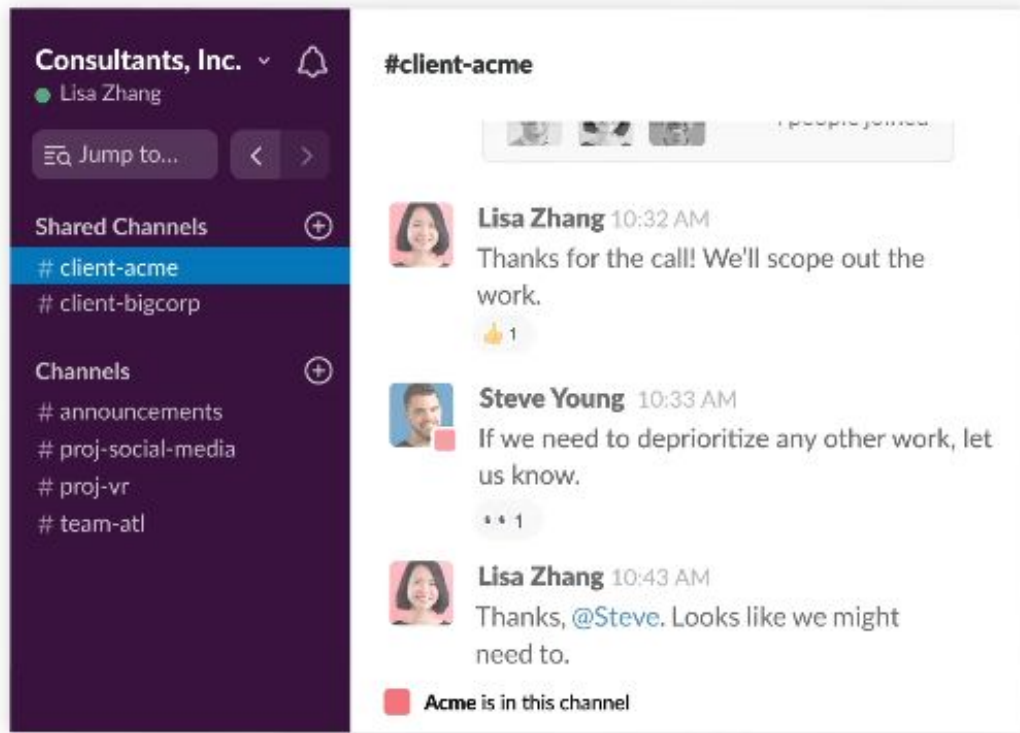 Consultants, Inc.
Lisa Zhang
Jump to...
Shared Channels
# client-acme
# client-bigcorp
Channels
# announcements
# proj-social-media
# proj-vr
# team-atl
#client-acme
people joined
Lisa Zhang 10:32 AM
Thanks for the call! We'll scope out the
work.
1
Steve Young 10:33 AM
If we need to deprioritize any other work, let
us know.
1
Lisa Zhang 10:43 AM
Thanks, @Steve. Looks like we might
need to.
Acme is in this channel